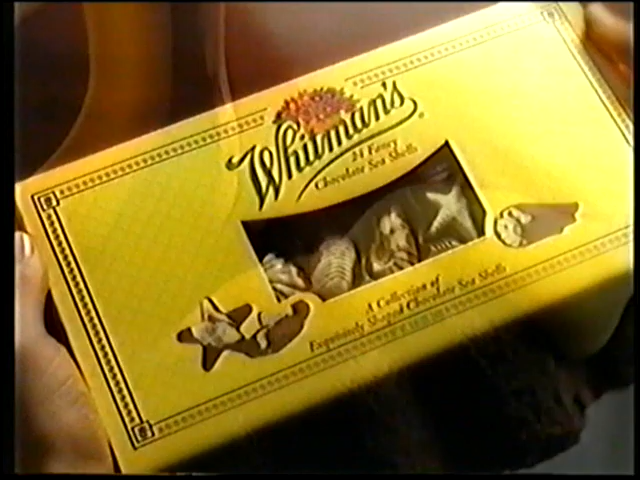 Whitman's
24 Fancy
Chocolate Sea Shells
A Collection of
Exquisitely Shaped Chocolate Sea Shells